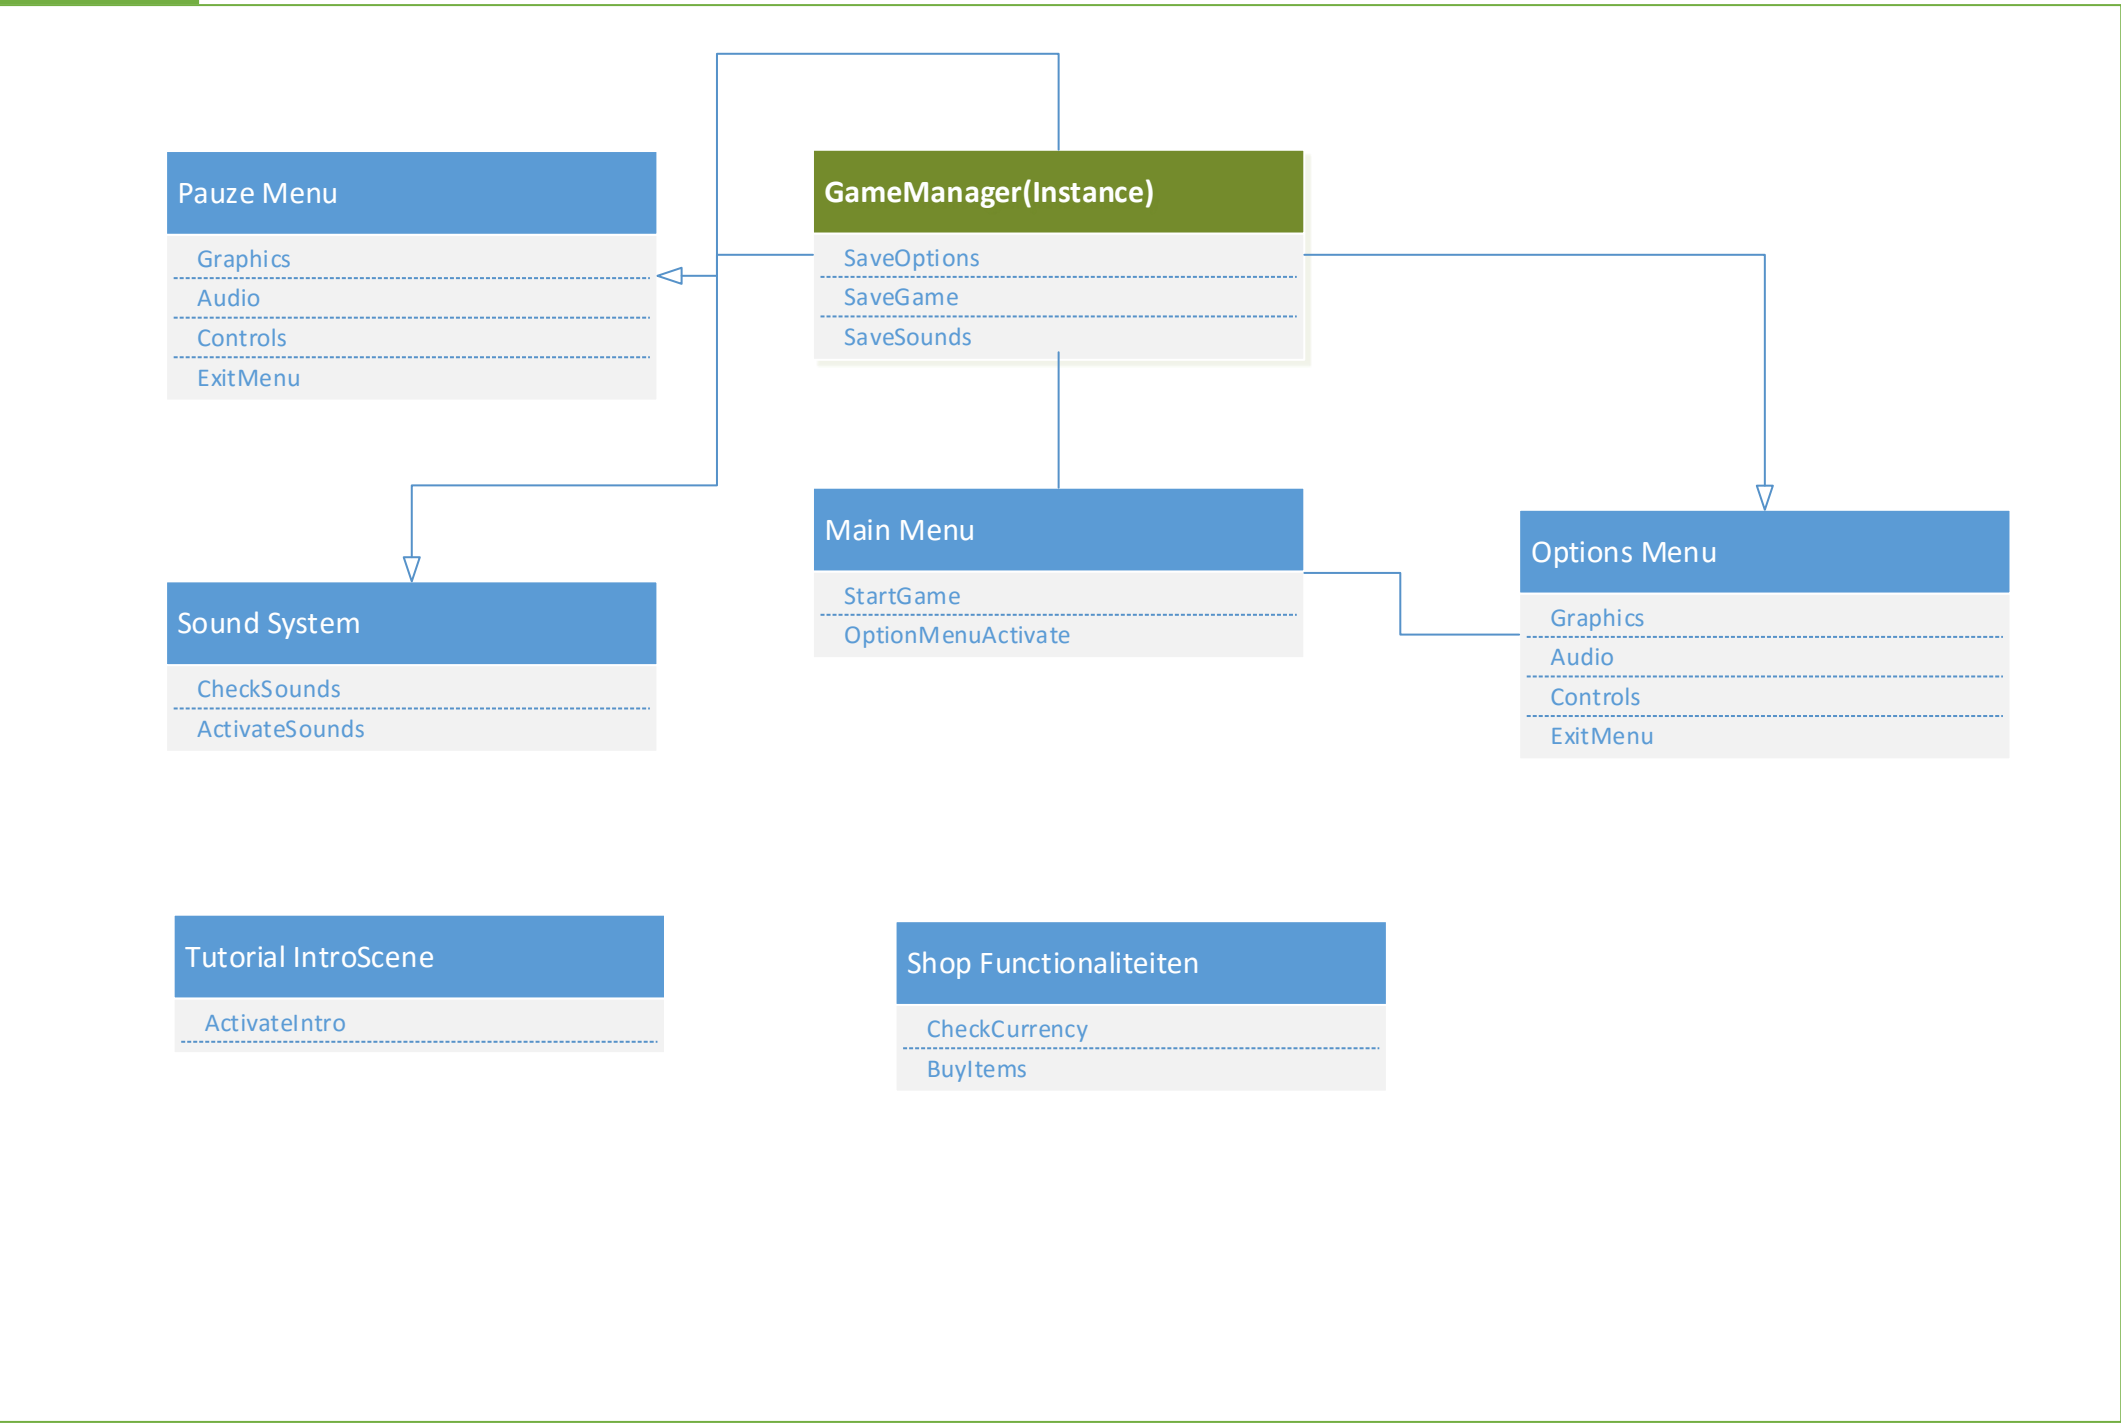 Pauze Menu
Graphics
Audio
Controls
ExitMenu
GameManager(Instance)
SaveOptions
SaveGame
SaveSounds
Sound System
CheckSounds
ActivateSounds
Main Menu
StartGame
OptionMenuActivate
Options Menu
Graphics
Audio
Controls
ExitMenu
Tutorial IntroScene
ActivateIntro
Shop Functionaliteiten
CheckCurrency
BuyItems